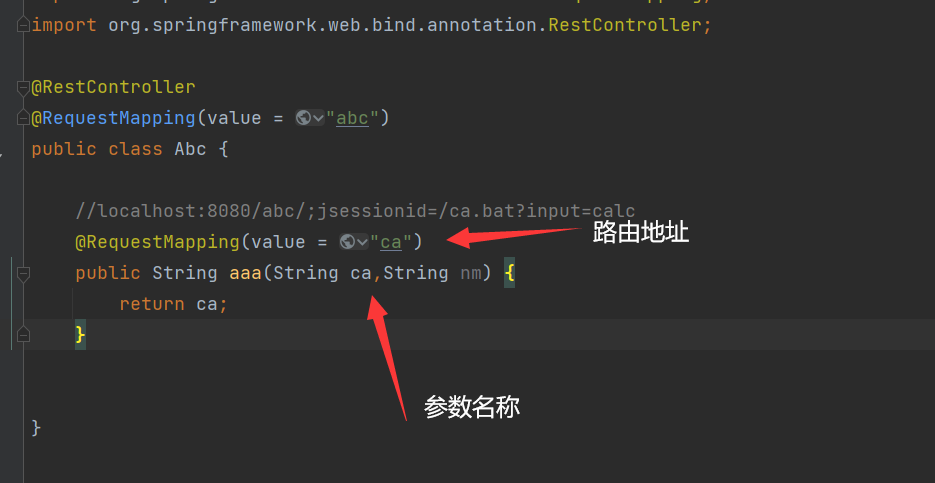 import org.springframework.web.bind.annotation.RestController;
@RestController
@RequestMapping(value = "abc")
public class Abc {
//localhost:8080/abc/;jsessionid=/ca.bat?input=calc
@RequestMapping(value = "ca")
路由地址
public String aaa(String ca,String nm) {
return ca;
}
参数名称
}